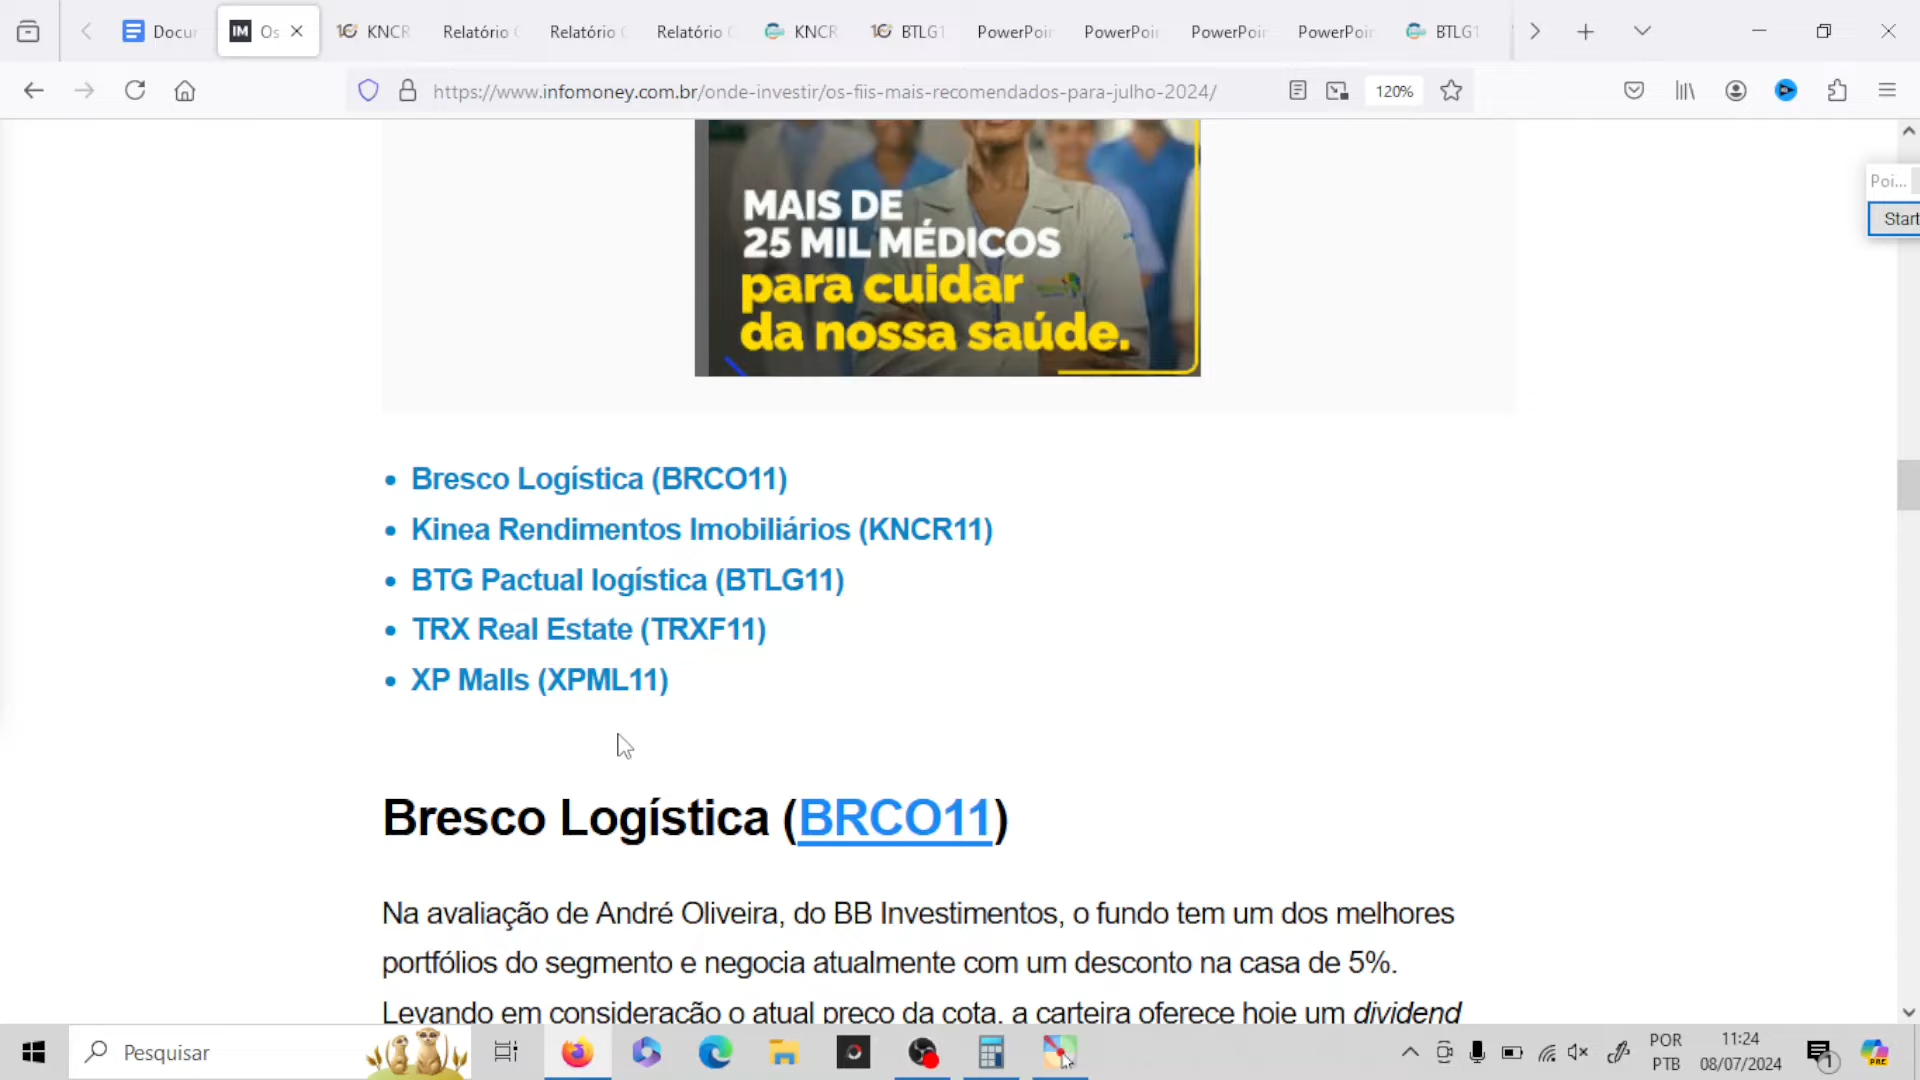 Docu
IM
Os
KNCR
Relatório
Relatório
Relatório
KNCR
BTLG1
PowerPoi
PowerPoi
PowerPoi
PowerPoi
BTLG1
https://www.infomoney.com.br/onde-investir/os-fiis-mais-recomendados-para-julho-2024/
120%
Poi...
Start
MAIS DE
25 MIL MÉDICOS
para cuidar
da nossa saúde.
Bresco Logística (BRCO11)
Kinea Rendimentos Imobiliários (KNCR11)
BTG Pactual logística (BTLG11)
TRX Real Estate (TRXF11)
XP Malls (XPML11)
Bresco Logística (BRCO11)
Na avaliação de André Oliveira, do BB Investimentos, o fundo tem um dos melhores
portfólios do segmento e negocia atualmente com um desconto na casa de 5%.
Levando em consideração o atual preço da cota, a carteira oferece hoje um dividend
Pesquisar
POR
PTB
11:24
08/07/2024
1
PRE